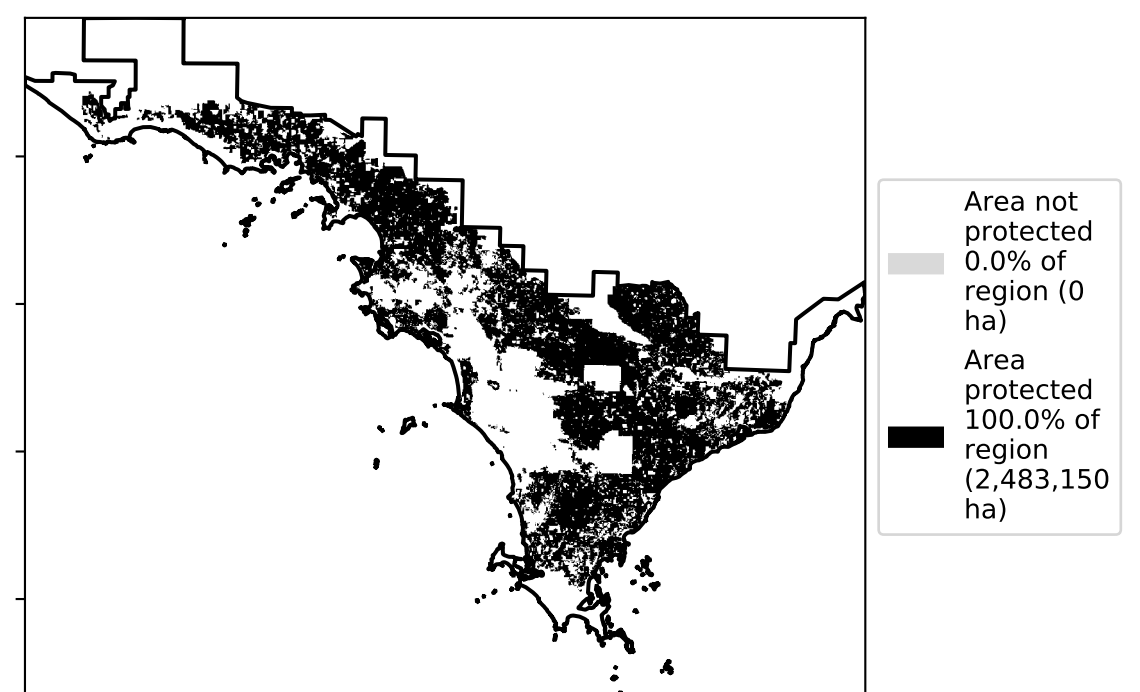 Area not
protected
0.0% of
region (0
ha)
Area
protected
100.0% of
region
(2,483,150
ha)